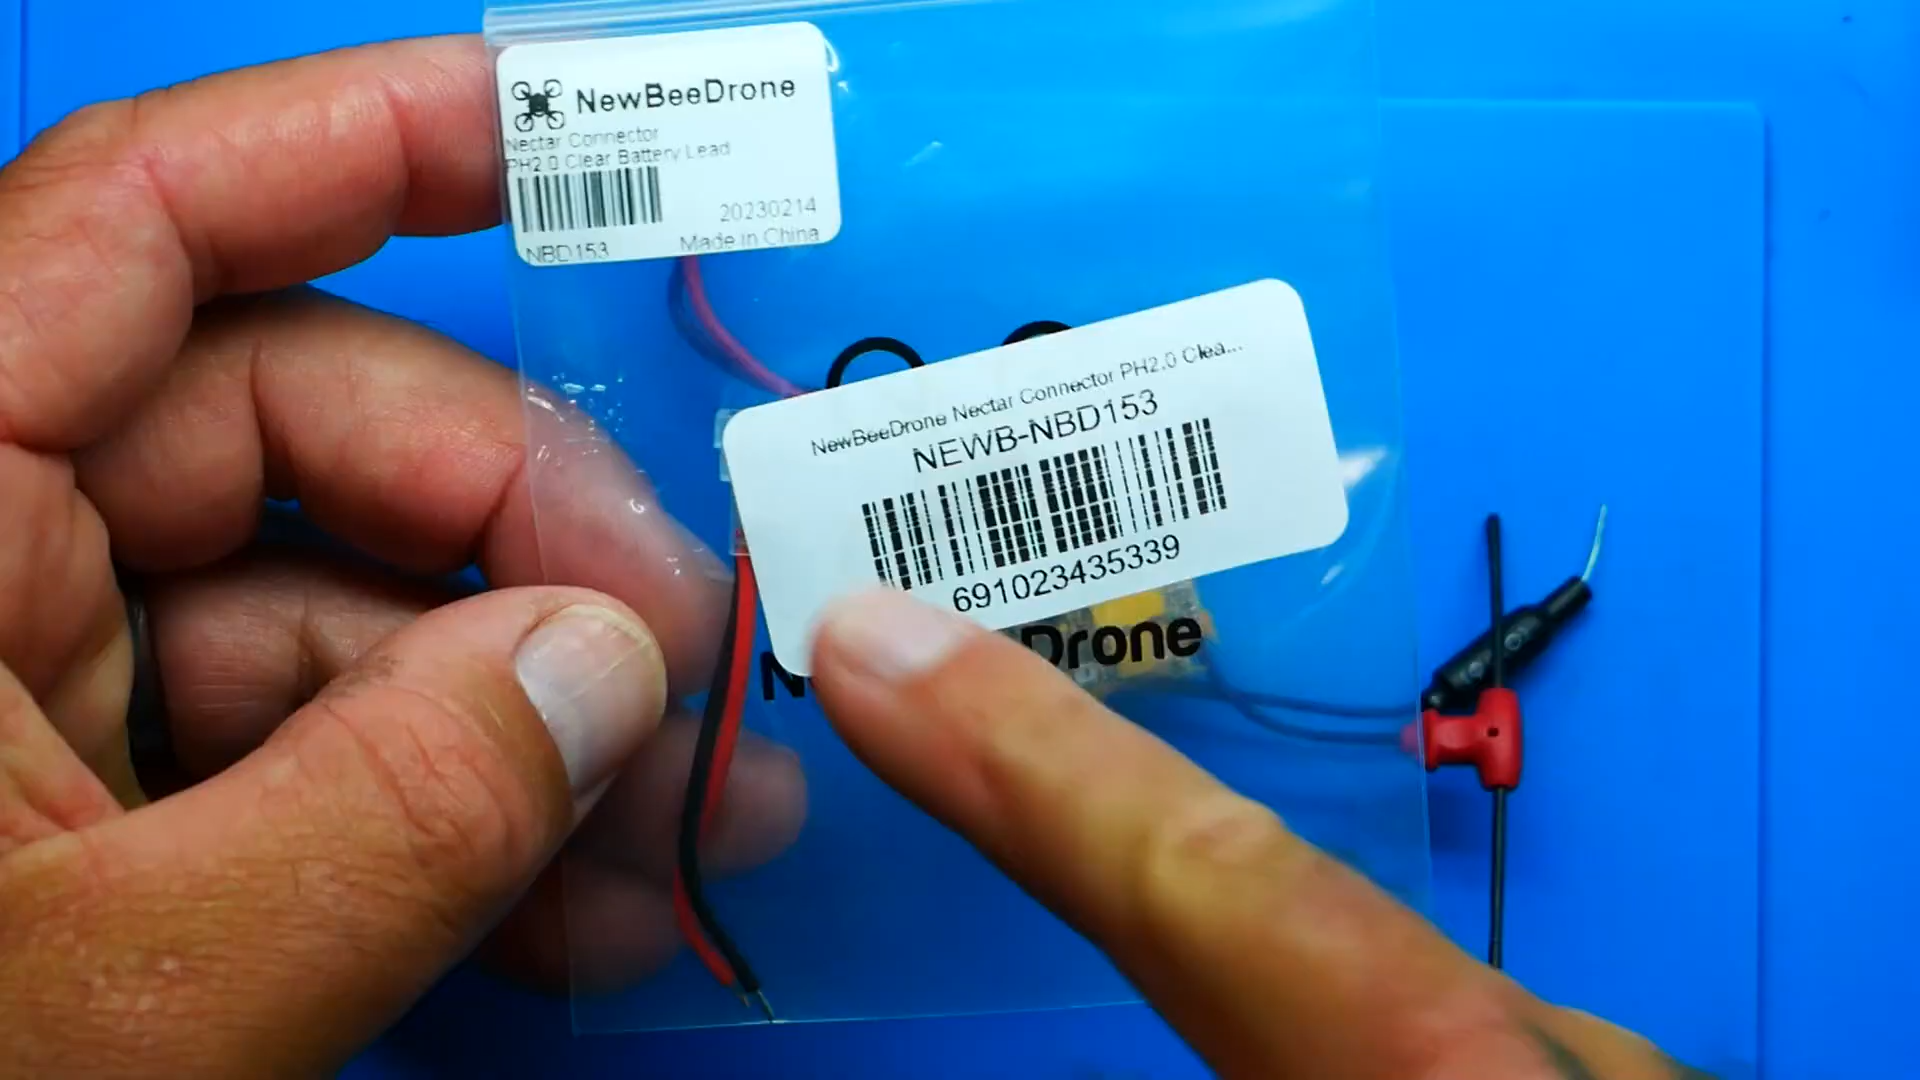 NewBeeDrone
Nectar Connector
PH2.0 Clear Battery Lead
20230214
NBD153
Made in China
NewBeeDrone Nectar Connector PH2.0 Clea...
NEWB-NBD153
691023435339
Drone